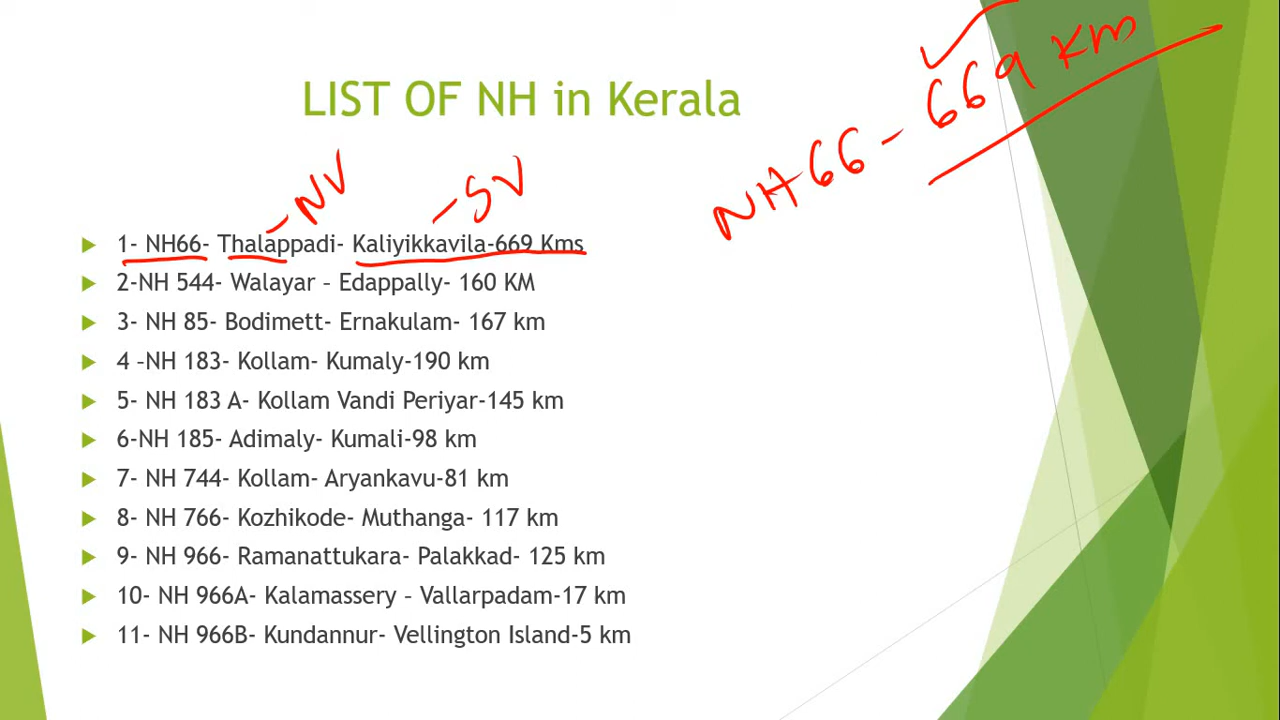 LIST OF NH in Kerala
NH66 - 669 Km
- NV
- SV
1- NH66- Thalappadi- Kaliyikkavila-669 Kms
2-NH 544- Walayar – Edappally- 160 KM
3- NH 85- Bodimett- Ernakulam- 167 km
4 –NH 183- Kollam- Kumaly-190 km
5- NH 183 A- Kollam Vandi Periyar-145 km
6-NH 185- Adimaly- Kumali-98 km
7- NH 744- Kollam- Aryankavu-81 km
8- NH 766- Kozhikode- Muthanga- 117 km
9- NH 966- Ramanattukara- Palakkad- 125 km
10- NH 966A- Kalamassery – Vallarpadam-17 km
11- NH 966B- Kundannur- Vellington Island-5 km